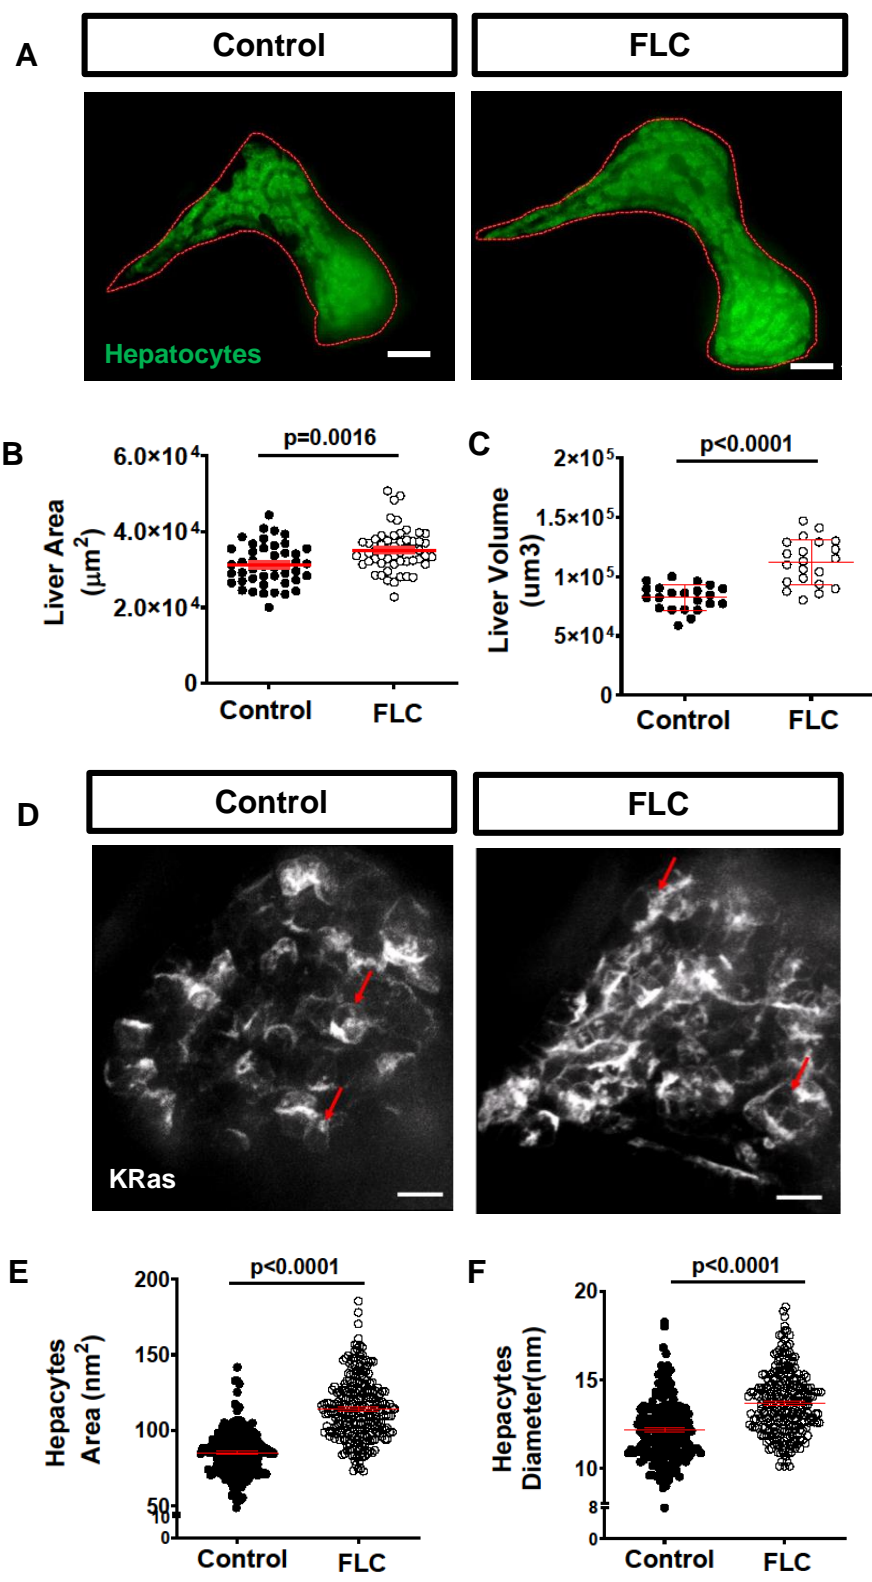 A
Control
FLC
Hepatocytes
B
p=0.0016
6.0×10⁴
4.0×10⁴
2.0×10⁴
0
Liver Area
(μm²)
Control
FLC
C
p<0.0001
2×10⁵
1.5×10⁵
1×10⁵
5×10⁴
0
Liver Volume
(um3)
Control
FLC
D
Control
FLC
KRas
E
p<0.0001
200
150
100
50
10
0
Hepacytes
Area (nm²)
Control
FLC
F
p<0.0001
20
15
10
8
0
Hepacytes
Diameter(nm)
Control
FLC